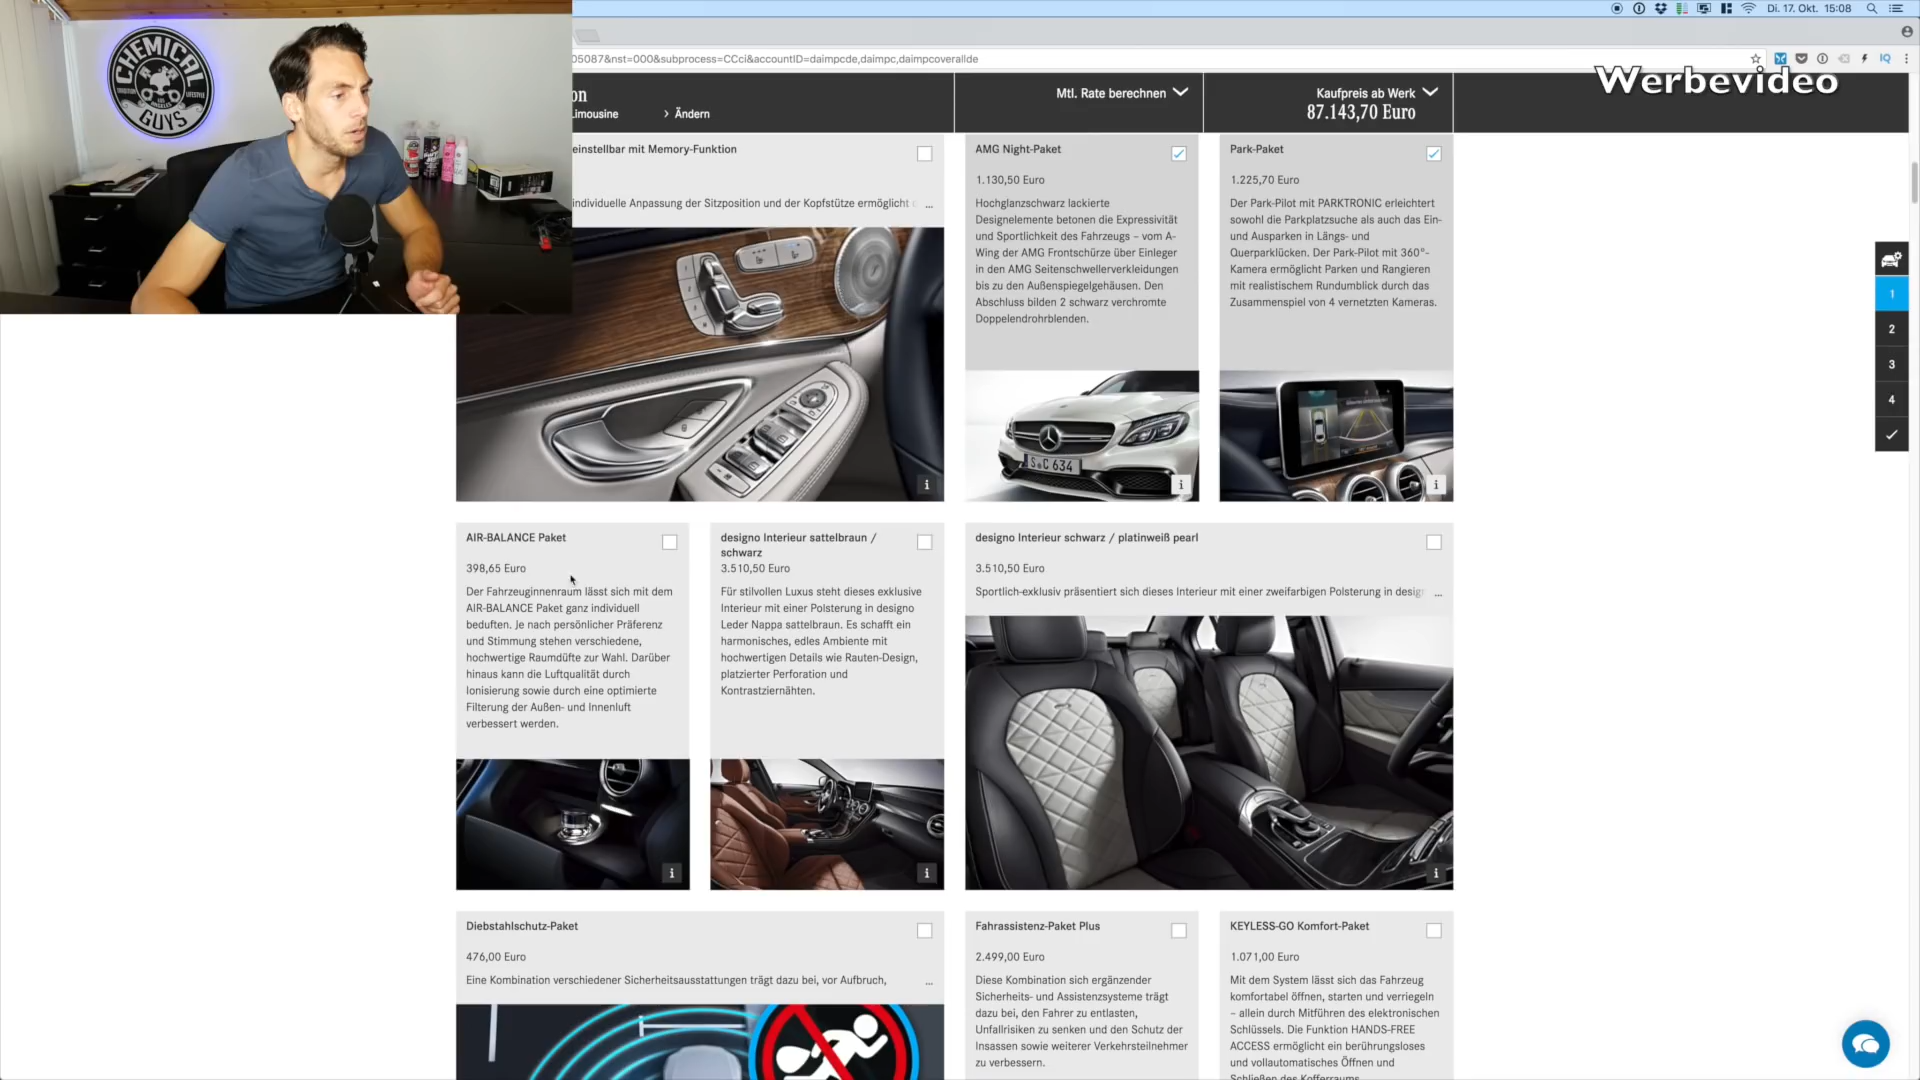 CHEMICAL
GUYS
Di. 17. Okt. 15:08
05087&nst=000&subprocess=CCci&accountID=daimpcde,daimpc,daimpcoverallde
IQ
Werbevideo
on
Limousine
Ändern
Mtl. Rate berechnen
Kaufpreis ab Werk
87.143,70 Euro
1
2
3
4
einstellbar mit Memory-Funktion
individuelle Anpassung der Sitzposition und der Kopfstütze ermöglicht ...
i
AMG Night-Paket
1.130,50 Euro
Hochglanzschwarz lackierte
Designelemente betonen die Expressivität
und Sportlichkeit des Fahrzeugs – vom A-
Wing der AMG Frontschürze über Einleger
in den AMG Seitenschwellerverkleidungen
bis zu den Außenspiegelgehäusen. Den
Abschluss bilden 2 schwarz verchromte
Doppelendrohrblenden.
S C 634
i
Park-Paket
1.225,70 Euro
Der Park-Pilot mit PARKTRONIC erleichtert
sowohl die Parkplatzsuche als auch das Ein-
und Ausparken in Längs- und
Querparklücken. Der Park-Pilot mit 360°-
Kamera ermöglicht Parken und Rangieren
mit realistischem Rundumblick durch das
Zusammenspiel von 4 vernetzten Kameras.
i
AIR-BALANCE Paket
398,65 Euro
Der Fahrzeuginnenraum lässt sich mit dem
AIR-BALANCE Paket ganz individuell
beduften. Je nach persönlicher Präferenz
und Stimmung stehen verschiedene,
hochwertige Raumdüfte zur Wahl. Darüber
hinaus kann die Luftqualität durch
Ionisierung sowie durch eine optimierte
Filterung der Außen- und Innenluft
verbessert werden.
i
designo Interieur sattelbraun /
schwarz
3.510,50 Euro
Für stilvollen Luxus steht dieses exklusive
Interieur mit einer Polsterung in designo
Leder Nappa sattelbraun. Es schafft ein
harmonisches, edles Ambiente mit
hochwertigen Details wie Rauten-Design,
platzierter Perforation und
Kontrastziernähten.
i
designo Interieur schwarz / platinweiß pearl
3.510,50 Euro
Sportlich-exklusiv präsentiert sich dieses Interieur mit einer zweifarbigen Polsterung in desig ...
i
Diebstahlschutz-Paket
476,00 Euro
Eine Kombination verschiedener Sicherheitsausstattungen trägt dazu bei, vor Aufbruch, ...
Fahrassistenz-Paket Plus
2.499,00 Euro
Diese Kombination sich ergänzender
Sicherheits- und Assistenzsysteme trägt
dazu bei, den Fahrer zu entlasten,
Unfallrisiken zu senken und den Schutz der
Insassen sowie weiterer Verkehrsteilnehmer
zu verbessern.
KEYLESS-GO Komfort-Paket
1.071,00 Euro
Mit dem System lässt sich das Fahrzeug
komfortabel öffnen, starten und verriegeln
– allein durch Mitführen des elektronischen
Schlüssels. Die Funktion HANDS-FREE
ACCESS ermöglicht ein berührungsloses
und vollautomatisches Öffnen und
Schließen des Kofferraums.